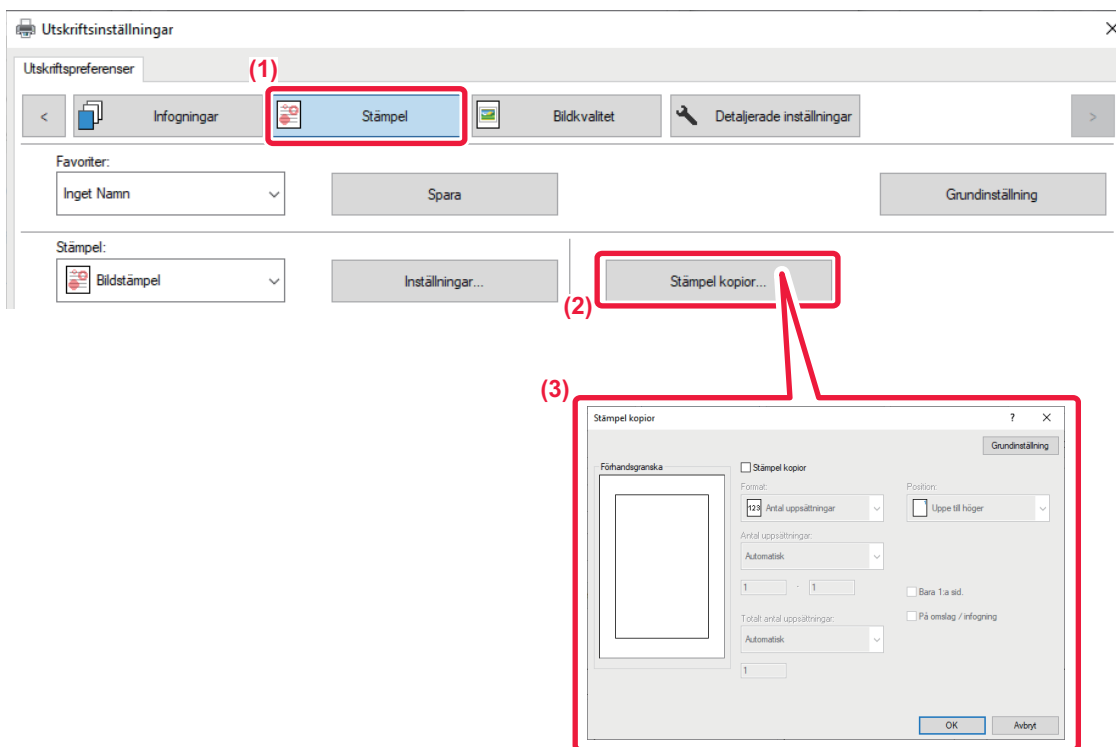 Utskriftsinställningar
Utskriftspreferenser
(1)
< Infogningar Stämpel Bildkvalitet Detaljerade inställningar >
Favoriter:
Inget Namn Spara Grundinställning
Stämpel:
Bildstämpel Inställningar... Stämpel kopior...
(2)
(3)
Stämpel kopior ? X
Grundinställning
Förhandsgranska Stämpel kopior
Format: Position:
123 Antal uppsättningar Uppe till höger
Antal uppsättningar:
Automatisk
1 - 1 Bara 1:a sid.
Totalt antal uppsättningar: På omslag / infogning
Automatisk
1
OK Avbryt